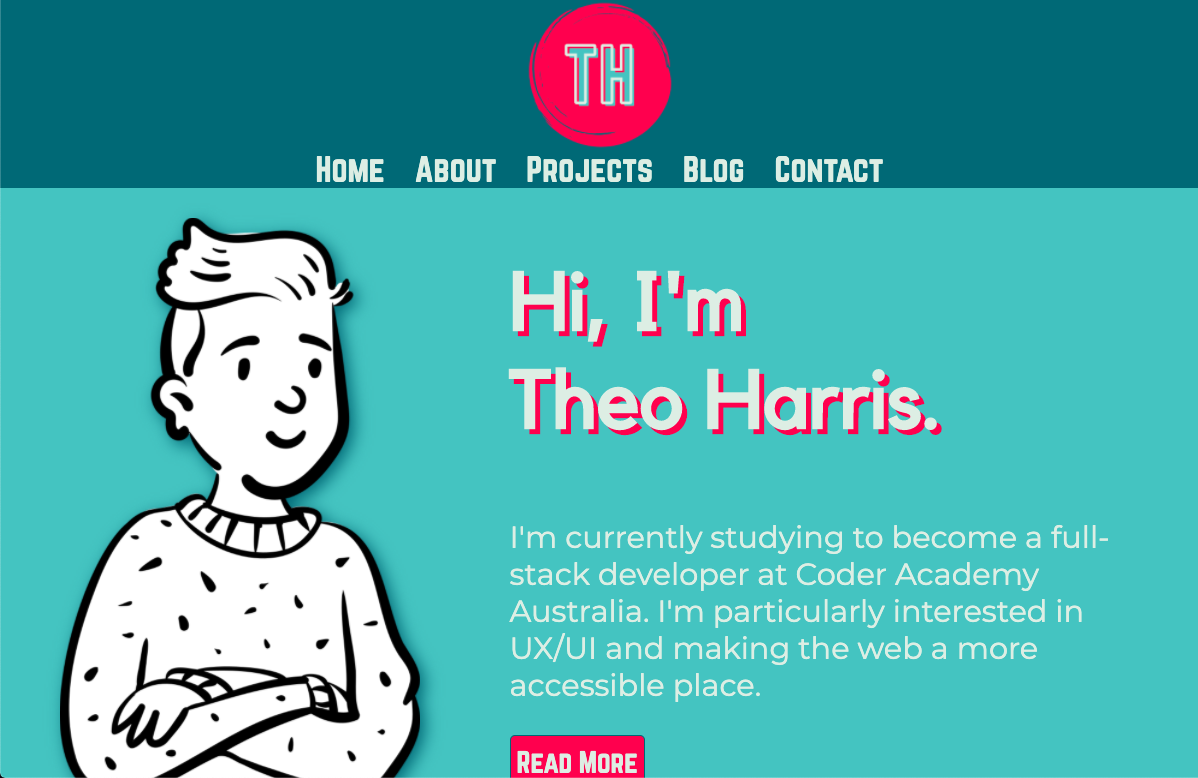 TH
Home About Projects Blog Contact
Hi, I'm
Theo Harris.
I'm currently studying to become a full-
stack developer at Coder Academy
Australia. I'm particularly interested in
UX/UI and making the web a more
accessible place.
Read More